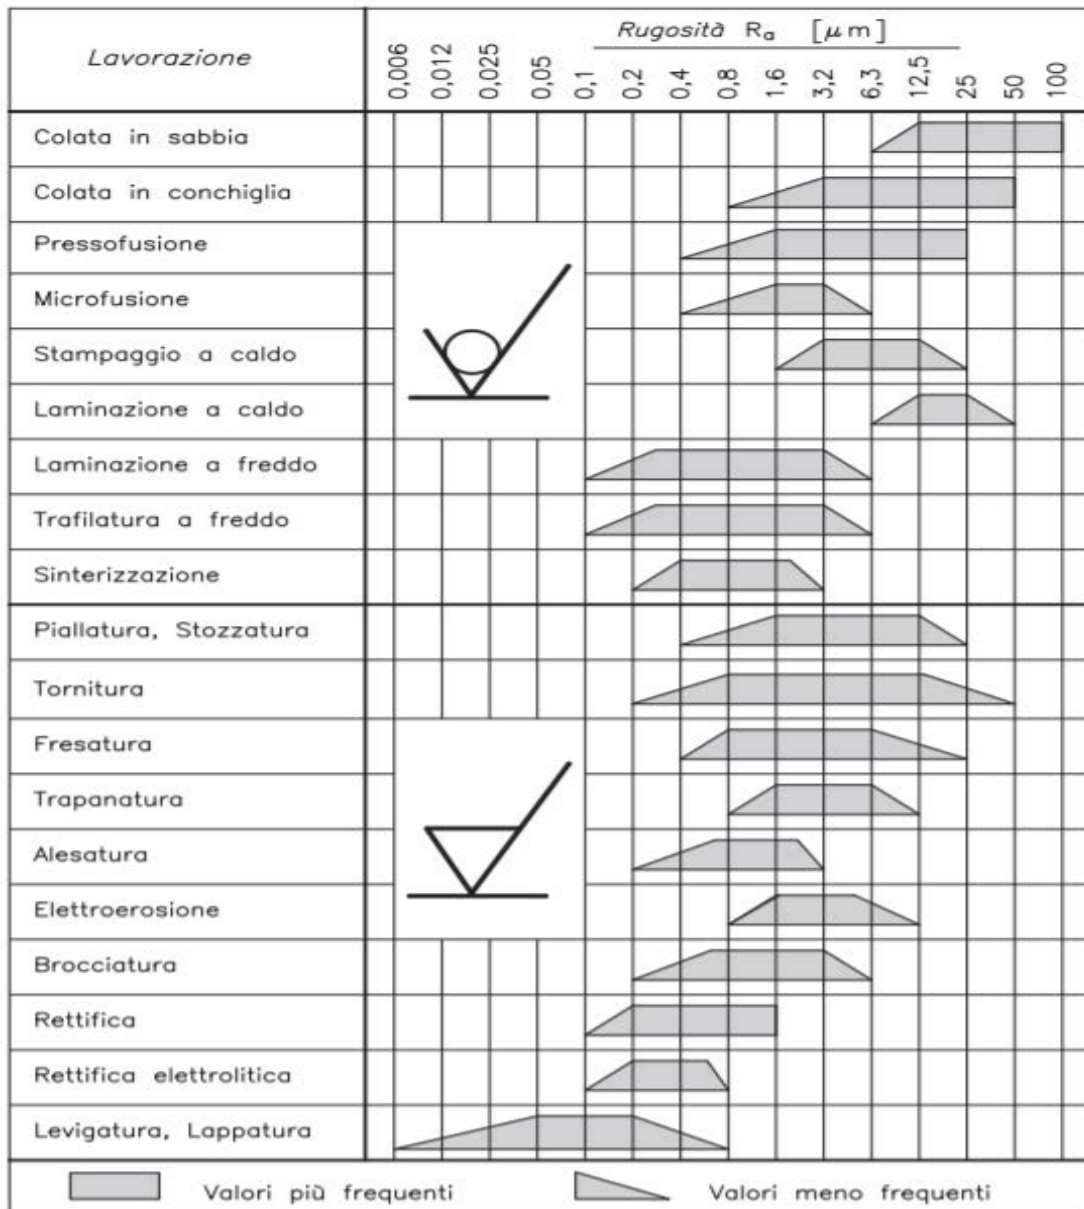 Lavorazione
Rugosità Ra [μm]
0,006 0,012 0,025 0,05 0,1 0,2 0,4 0,8 1,6 3,2 6,3 12,5 25 50 100
Colata in sabbia
Colata in conchiglia
Pressofusione
Microfusione
Stampaggio a caldo
Laminazione a caldo
Laminazione a freddo
Trafilatura a freddo
Sinterizzazione
Piallatura, Stozzatura
Tornitura
Fresatura
Trapanatura
Alesatura
Elettroerosione
Brocciatura
Rettifica
Rettifica elettrolitica
Levigatura, Lappatura
Valori più frequenti Valori meno frequenti